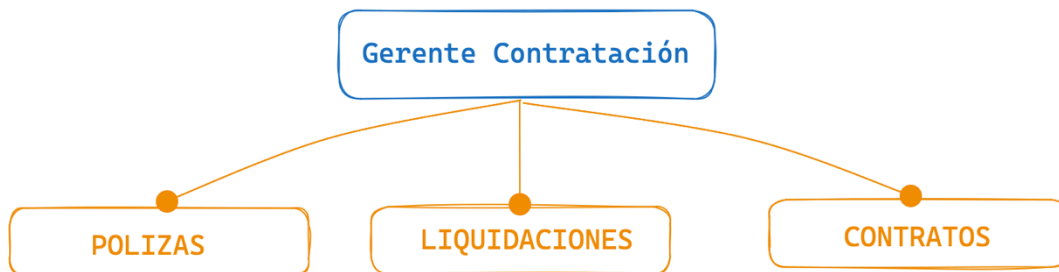 Gerente Contratación
POLIZAS
LIQUIDACIONES
CONTRATOS